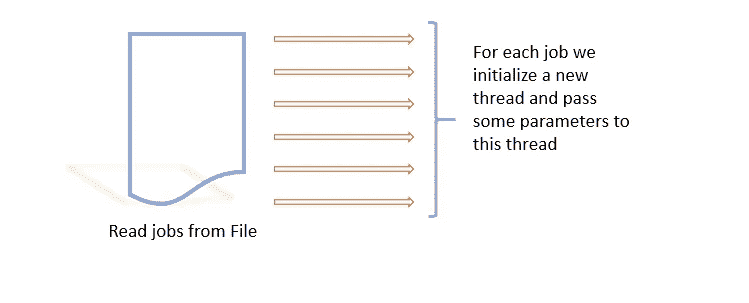 For each job we
initialize a new
thread and pass
some parameters to
this thread
Read jobs from File